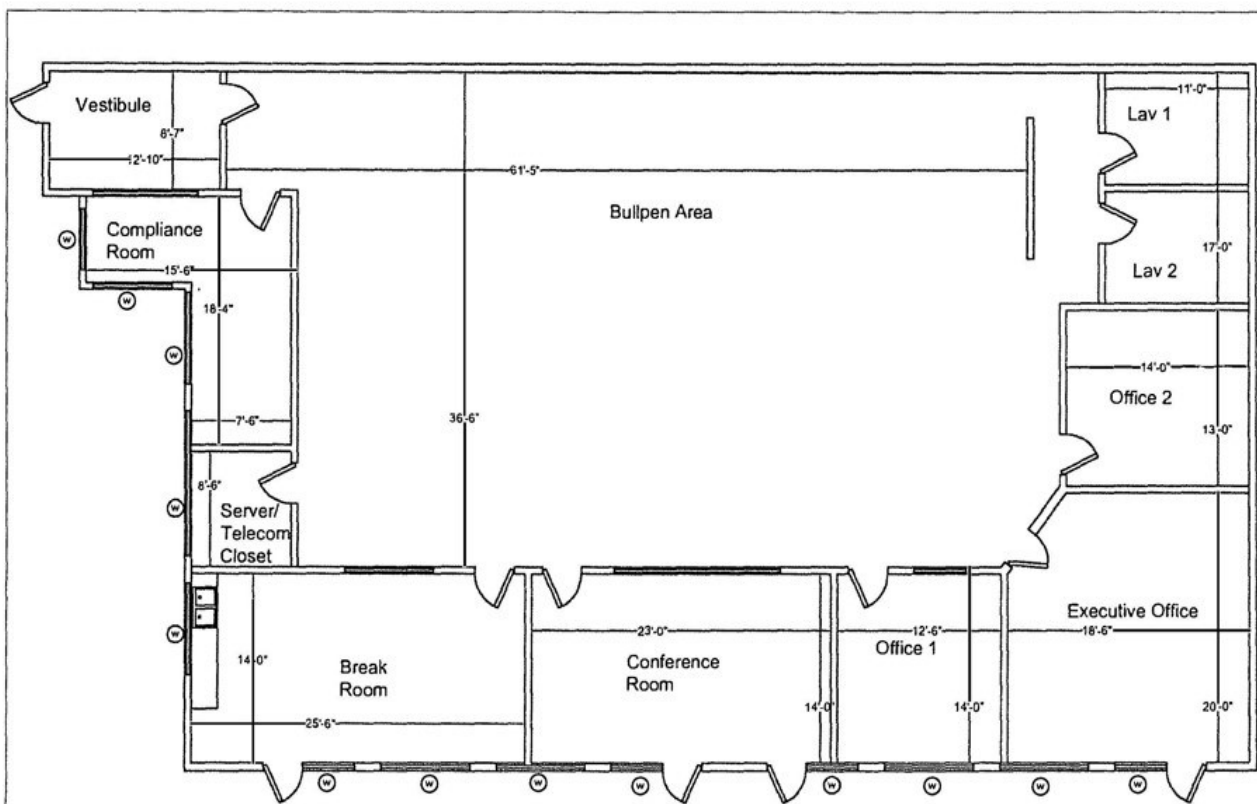 Vestibule
8'-7"
12'-10"
11'-0"
Lav 1
61'-5"
Bullpen Area
Compliance
Room
W
15'-6"
17'-0"
Lav 2
W
18'-4"
W
14'-0"
Office 2
7'-6"
36'-6"
13'-0"
8'-6"
W
Server/
Telecom
Closet
Executive Office
W
23'-0"
12'-6"
18'-6"
Office 1
14'-0"
Break
Room
Conference
Room
14'-0"
14'-0"
20'-0"
25'-6"
W
W
W
W
W
W
W